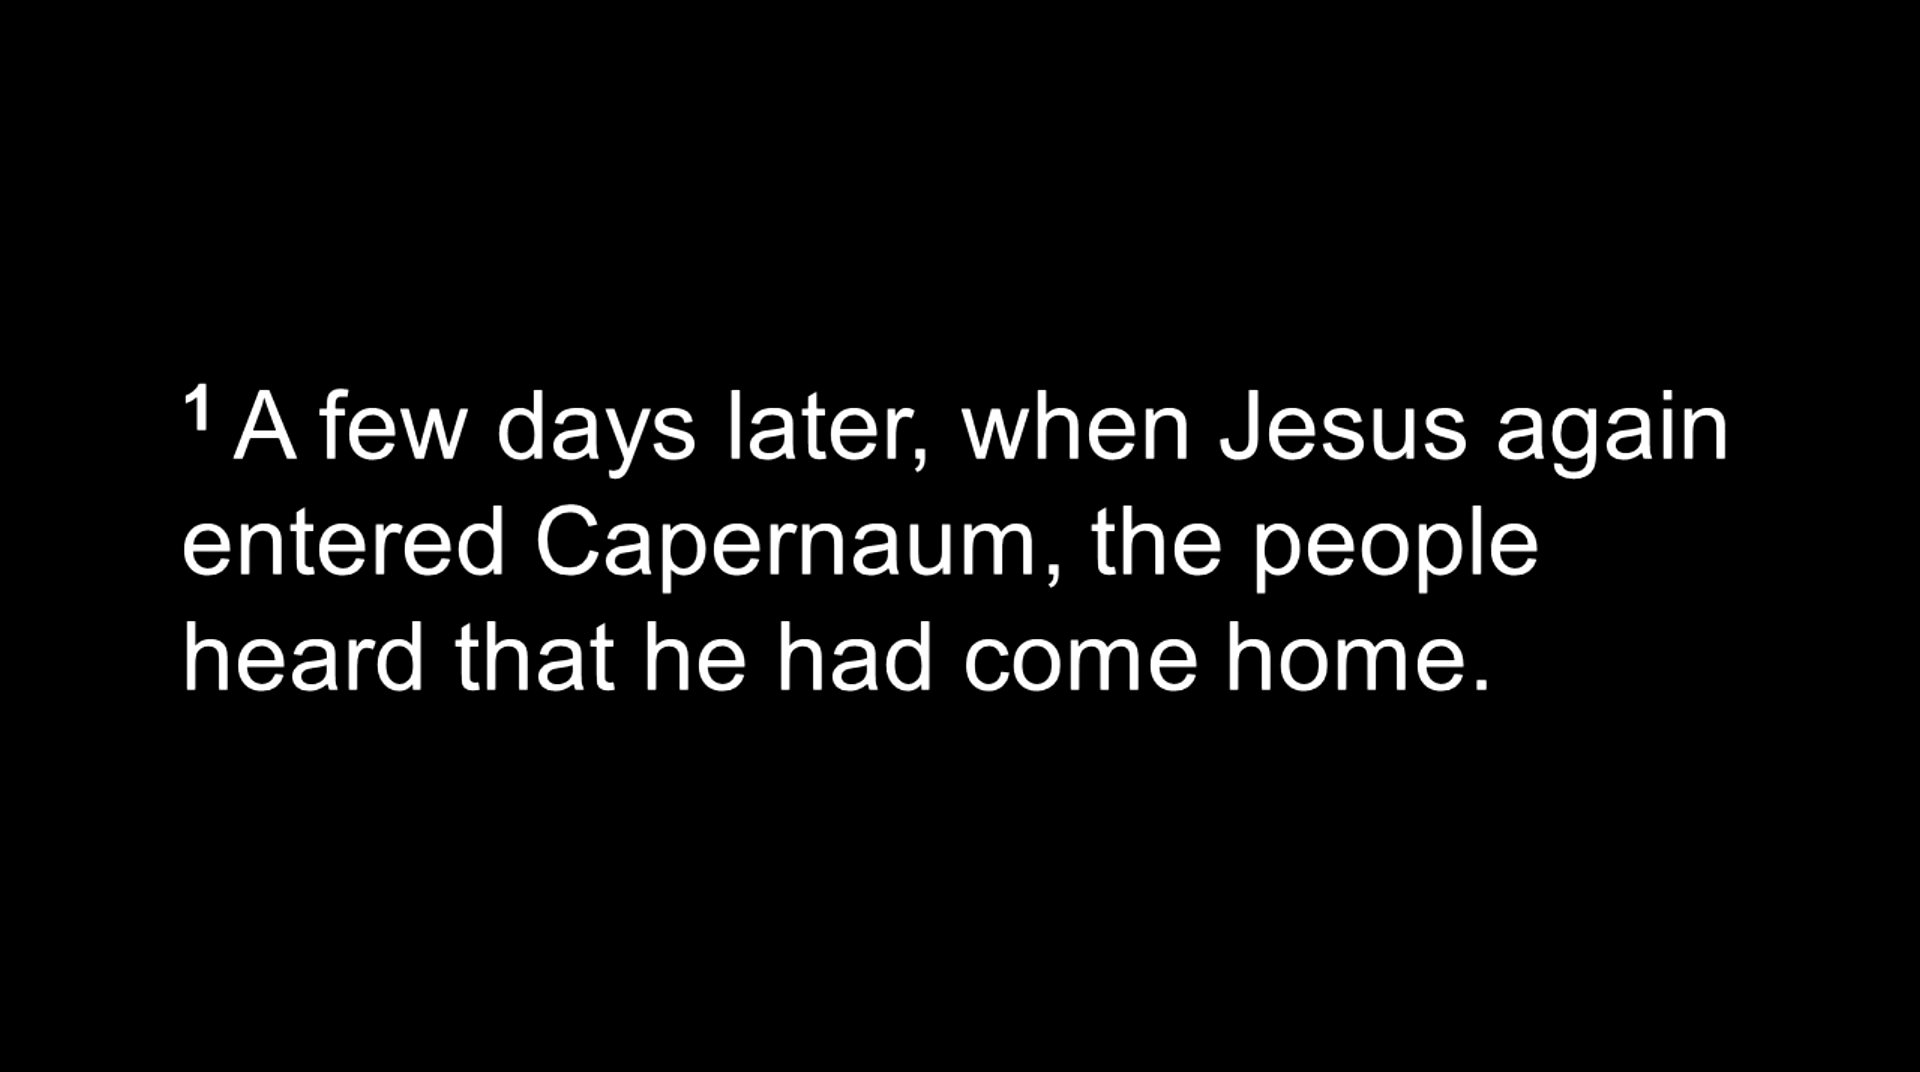 ¹ A few days later, when Jesus again
entered Capernaum, the people
heard that he had come home.